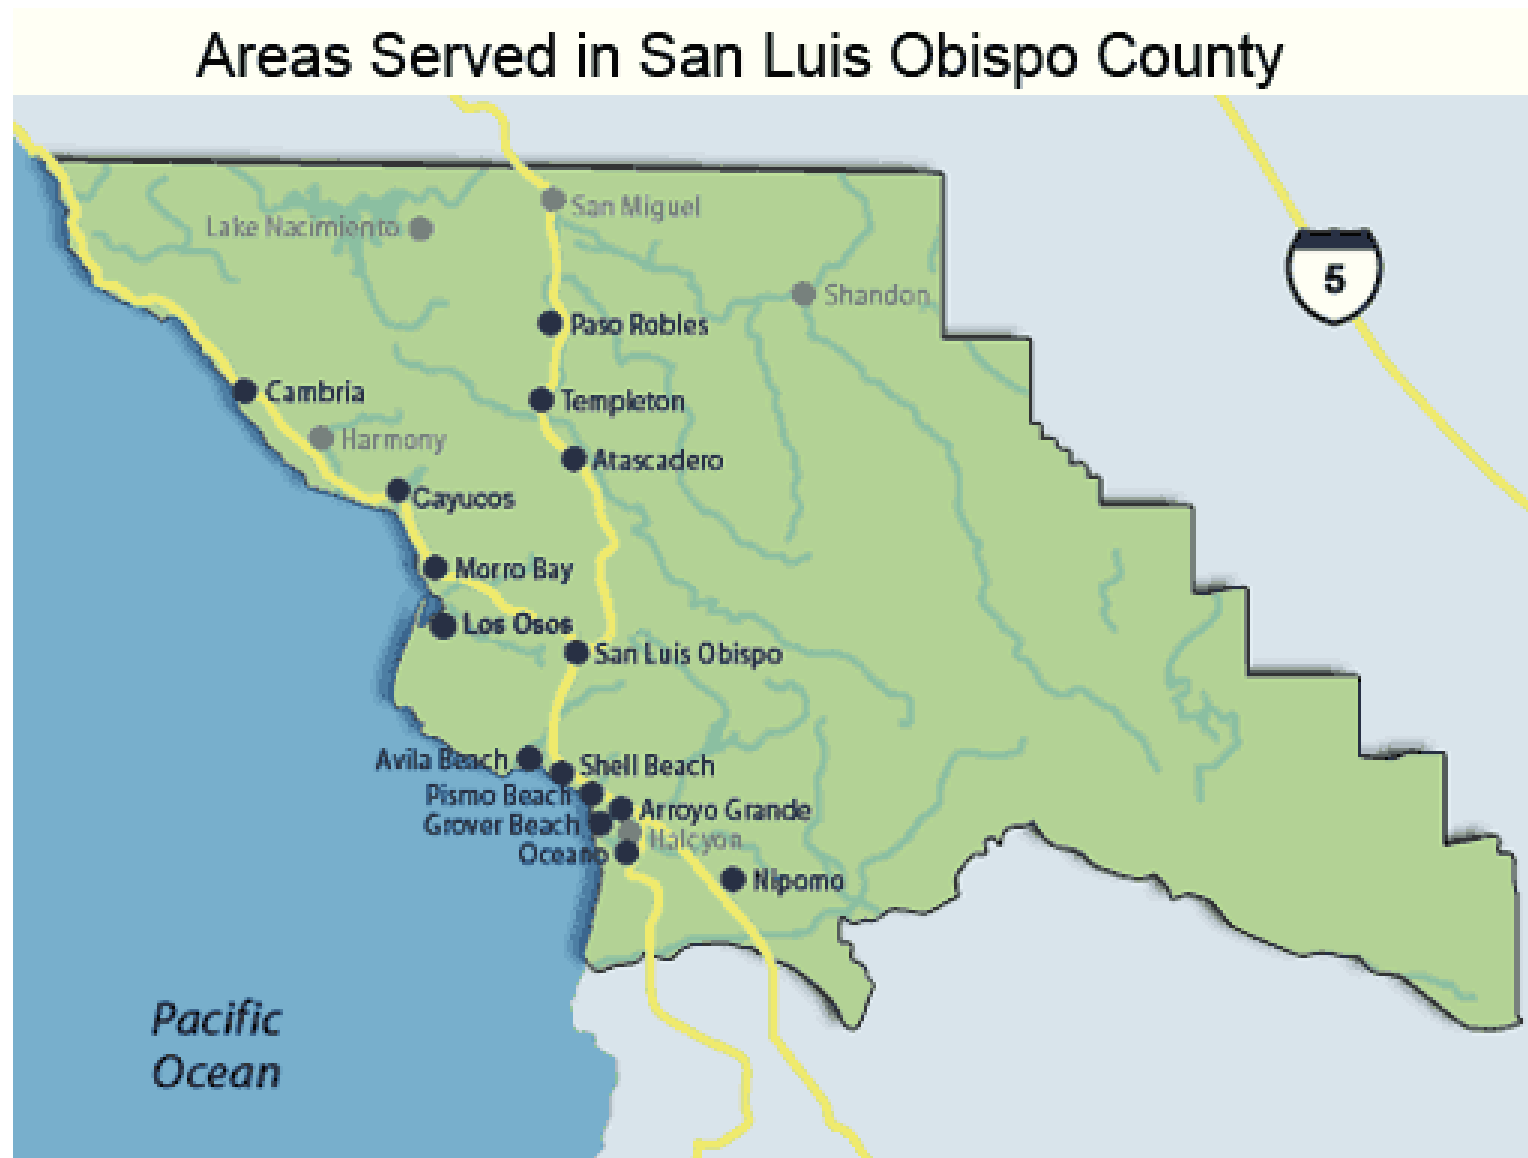 Areas Served in San Luis Obispo County
San Miguel
Lake Nacimiento
5
Shandon
Paso Robles
Cambria
Templeton
Harmony
Atascadero
Cayucos
Morro Bay
Los Osos
San Luis Obispo
Avila Beach
Shell Beach
Pismo Beach
Arroyo Grande
Grover Beach
Halcyon
Oceano
Nipomo
Pacific
Ocean